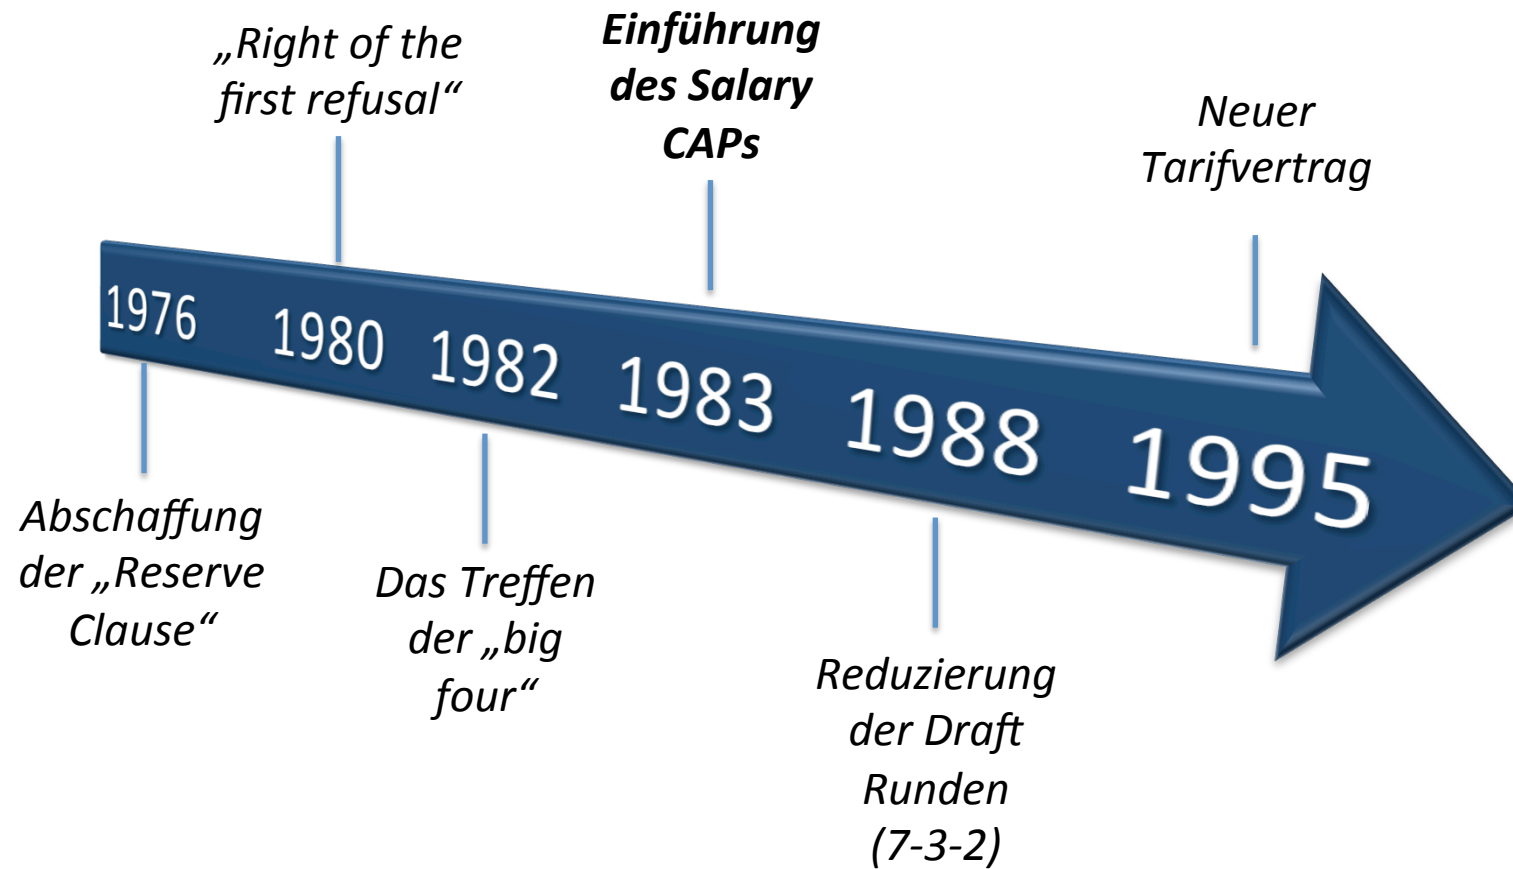 „Right of the
first refusal“
Einführung
des Salary
CAPs
Neuer
Tarifvertrag
1976
1980
1982
1983
1988
1995
Abschaffung
der „Reserve
Clause“
Das Treffen
der „big
four“
Reduzierung
der Draft
Runden
(7-3-2)